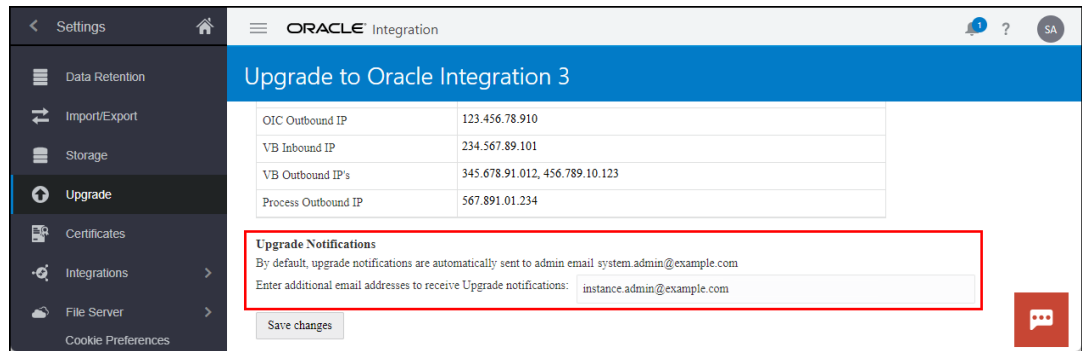 Settings
ORACLE Integration
1
?
SA
Upgrade to Oracle Integration 3
Data Retention
Import/Export
Storage
Upgrade
Certificates
Integrations
File Server
Cookie Preferences
OIC Outbound IP 123.456.78.910
VB Inbound IP 234.567.89.101
VB Outbound IP's 345.678.91.012, 456.789.10.123
Process Outbound IP 567.891.01.234
Upgrade Notifications
By default, upgrade notifications are automatically sent to admin email system.admin@example.com
Enter additional email addresses to receive Upgrade notifications: instance.admin@example.com
Save changes